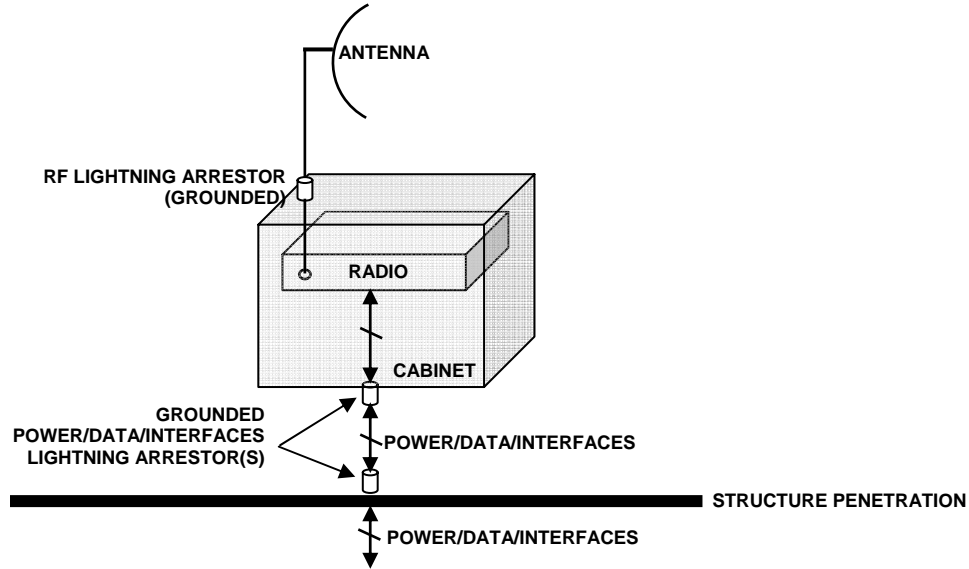 ANTENNA
RF LIGHTNING ARRESTOR
(GROUNDED)
RADIO
CABINET
GROUNDED
POWER/DATA/INTERFACES
LIGHTNING ARRESTOR(S)
POWER/DATA/INTERFACES
STRUCTURE PENETRATION
POWER/DATA/INTERFACES